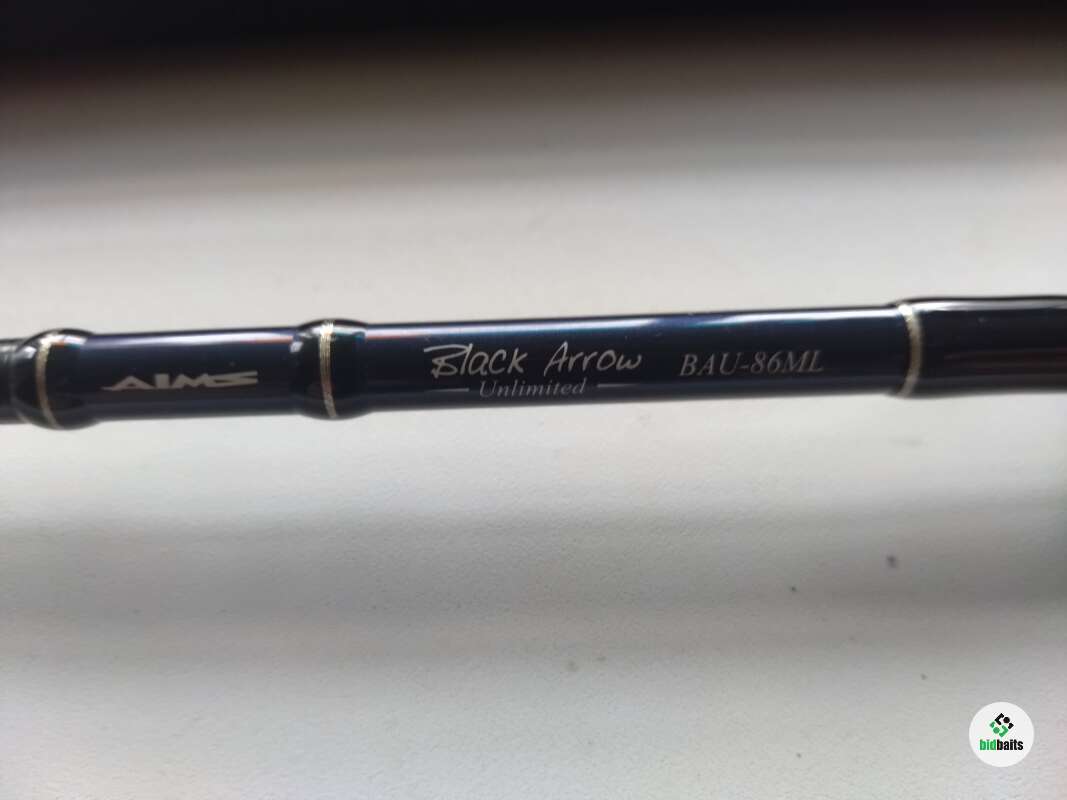 AIMS
Black Arrow BAU-86ML
Unlimited
bidbaits